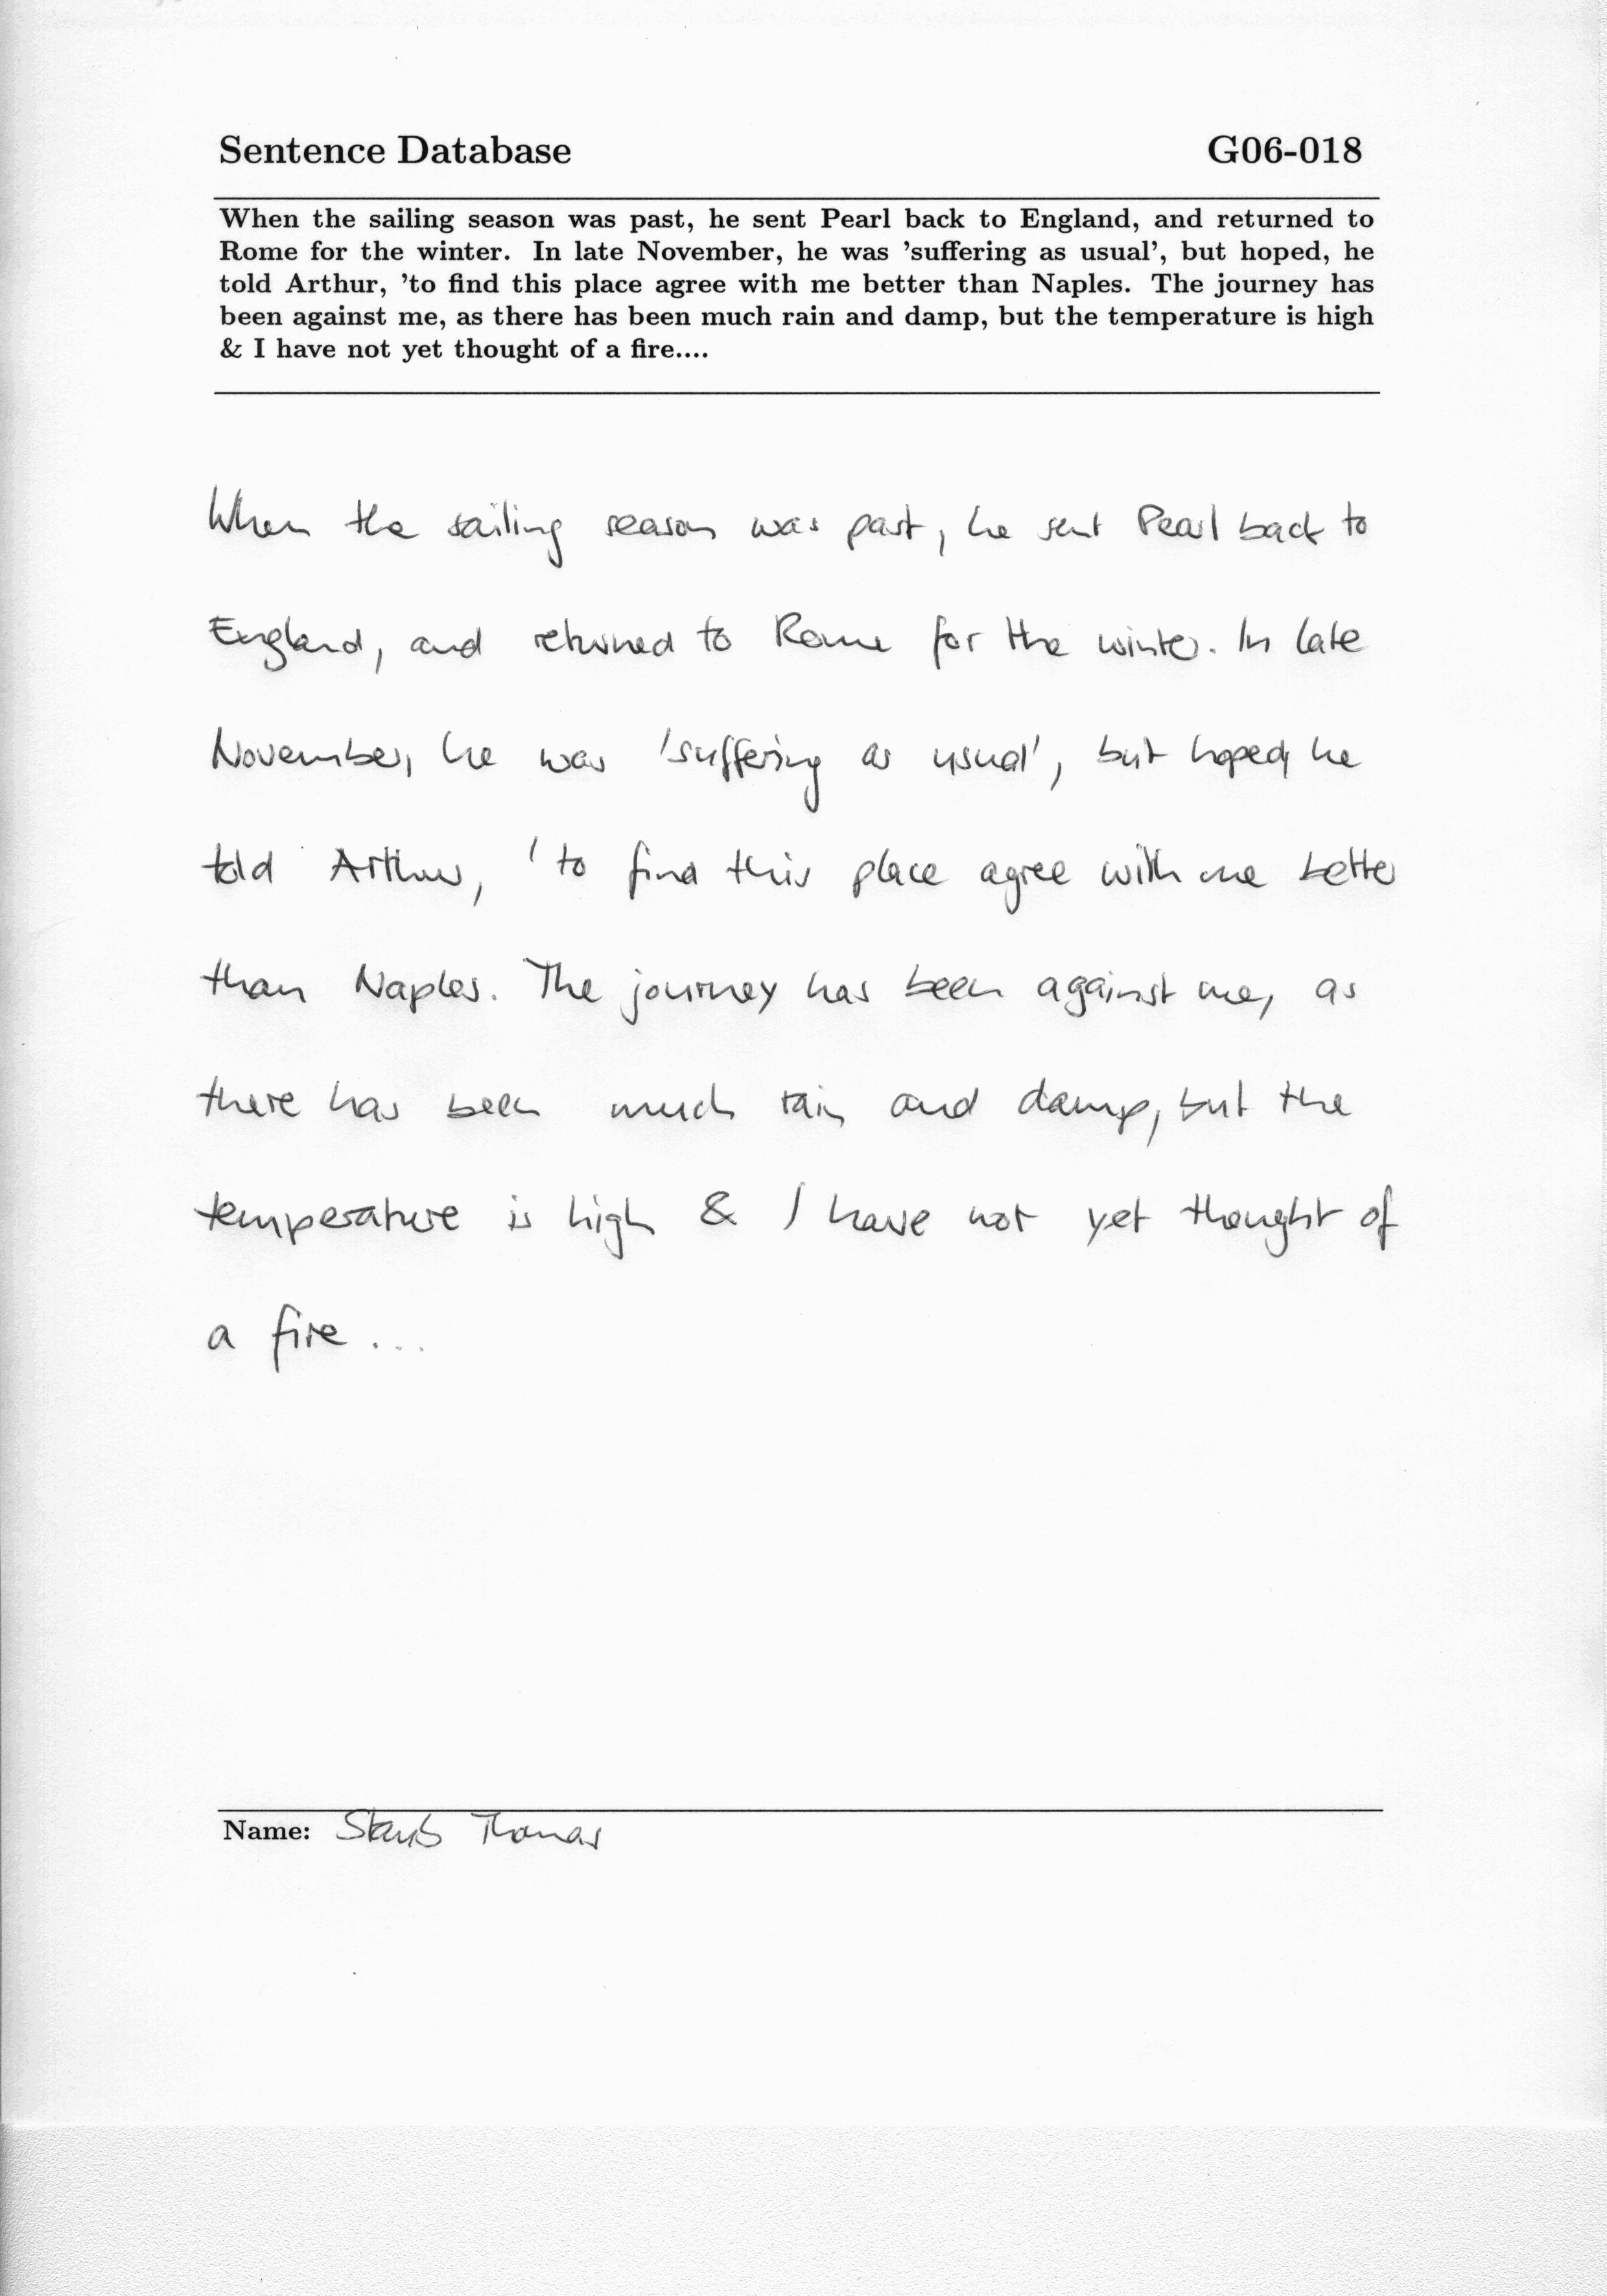 Sentence Database G06-018
When the sailing season was past, he sent Pearl back to England, and returned to
Rome for the winter. In late November, he was 'suffering as usual', but hoped, he
told Arthur, 'to find this place agree with me better than Naples. The journey has
been against me, as there has been much rain and damp, but the temperature is high
& I have not yet thought of a fire....
When the sailing season was past, he sent Pearl back to
England, and returned to Rome for the winter. In late
November, he was 'suffering as usual', but hoped, he
told Arthur, 'to find this place agree with me better
than Naples. The journey has been against me, as
there has been much rain and damp, but the
temperature is high & I have not yet thought of
a fire ...
Name: Staub Thomas